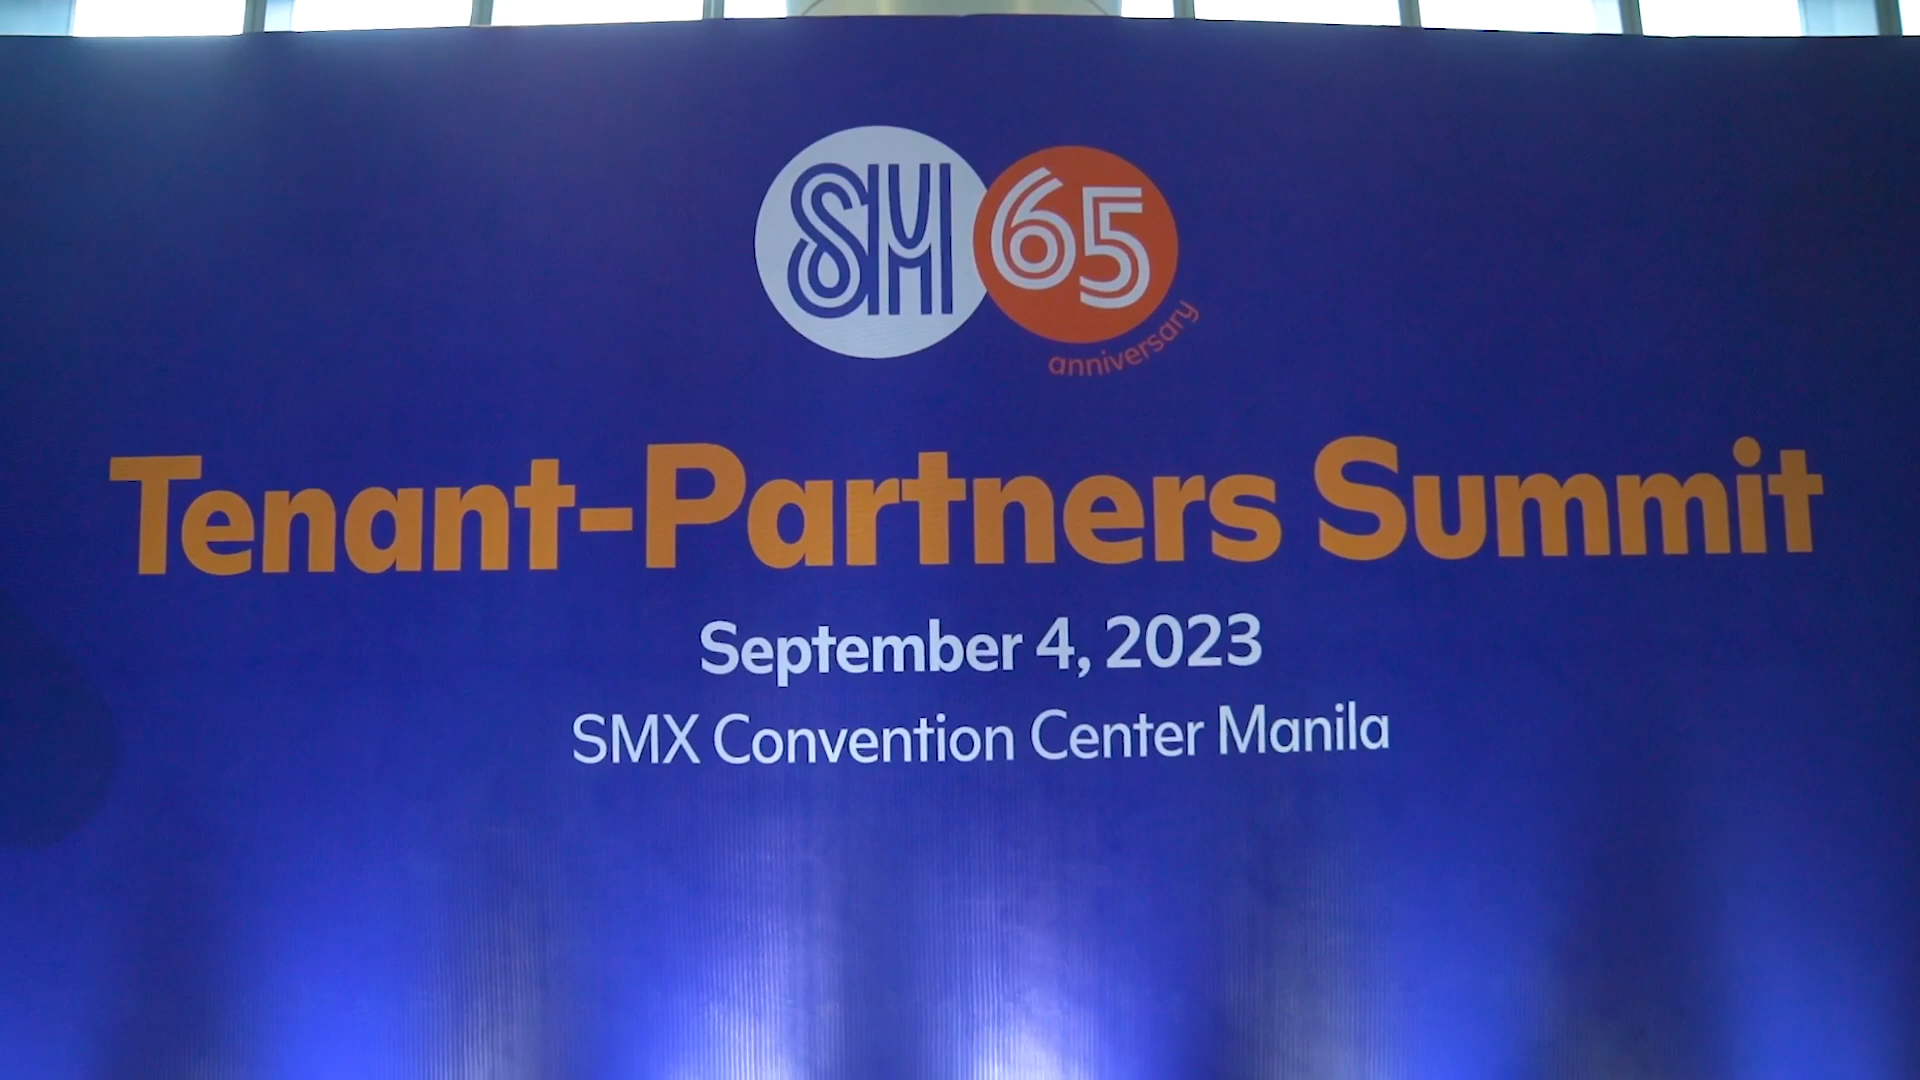 SM 65
anniversary
Tenant-Partners Summit
September 4, 2023
SMX Convention Center Manila